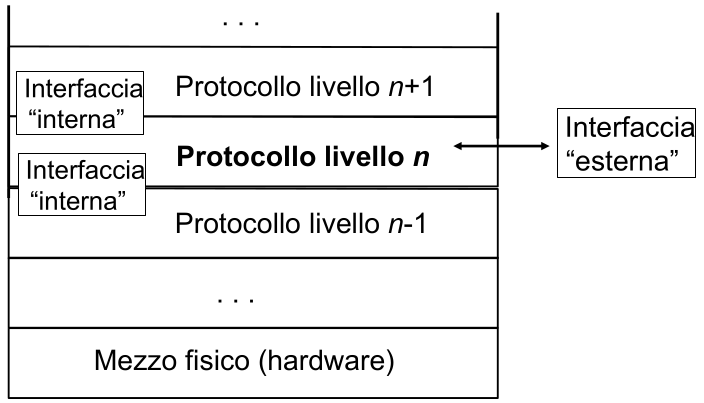 . . .
Protocollo livello n+1
Interfaccia
“interna”
Protocollo livello n
Interfaccia
“esterna”
Interfaccia
“interna”
Protocollo livello n-1
. . .
Mezzo fisico (hardware)